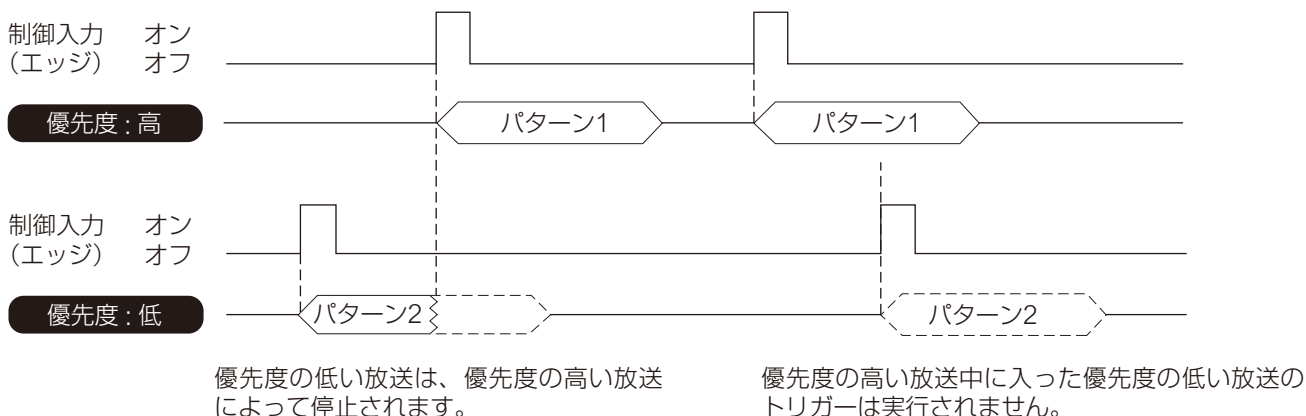 制御入力 オン
(エッジ) オフ
優先度:高
パターン1
パターン1
制御入力 オン
(エッジ) オフ
優先度:低
パターン2
パターン2
優先度の低い放送は、優先度の高い放送
によって停止されます。
優先度の高い放送中に入った優先度の低い放送の
トリガーは実行されません。